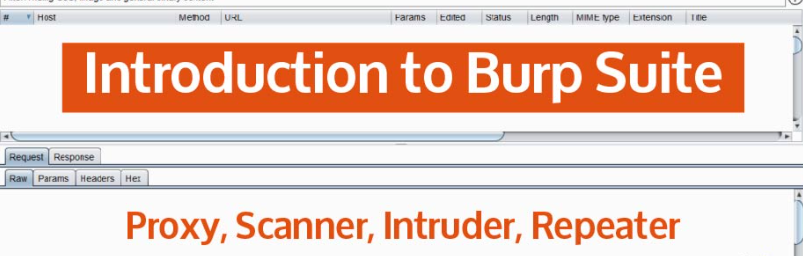 # Host Method URL Params Edited Status Length MIME type Extension Title
Introduction to Burp Suite
Request Response
Raw Params Headers Hex
Proxy, Scanner, Intruder, Repeater